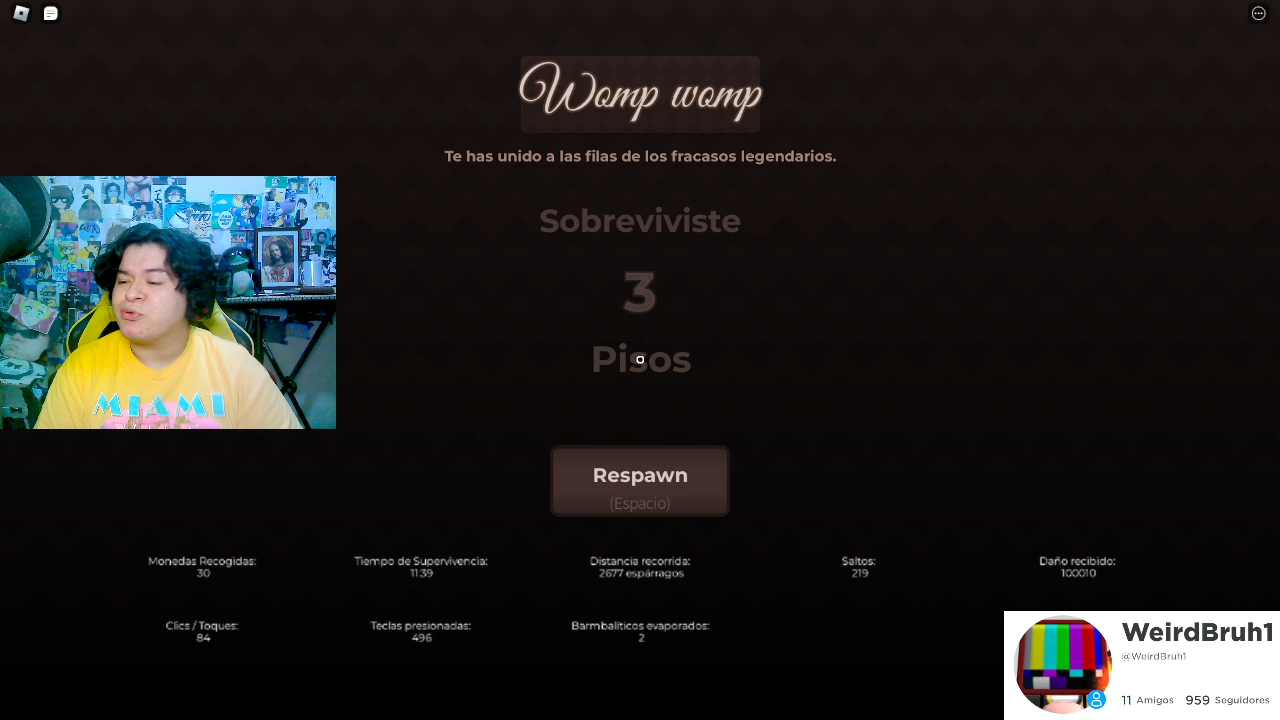 Womp womp
Te has unido a las filas de los fracasos legendarios.
Sobreviviste
3
Pisos
MIAMI
Respawn
(Espacio)
Monedas Recogidas:
30
Tiempo de Supervivencia:
11:39
Distancia recorrida:
2677 espárragos
Saltos:
219
Daño recibido:
100010
Clics / Toques:
84
Teclas presionadas:
496
Barmbalíticos evaporados:
2
WeirdBruh1
@WeirdBruh1
11 Amigos 959 Seguidores